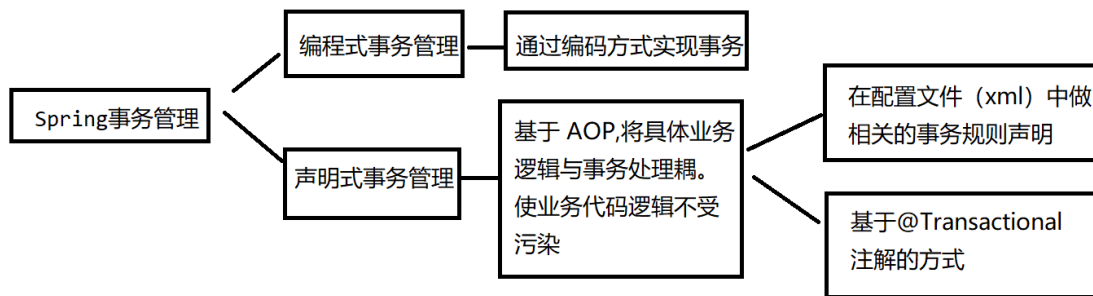 Spring事务管理
编程式事务管理
通过编码方式实现事务
声明式事务管理
基于 AOP,将具体业务
逻辑与事务处理耦。
使业务代码逻辑不受
污染
在配置文件（xml）中做
相关的事务规则声明
基于@Transactional
注解的方式